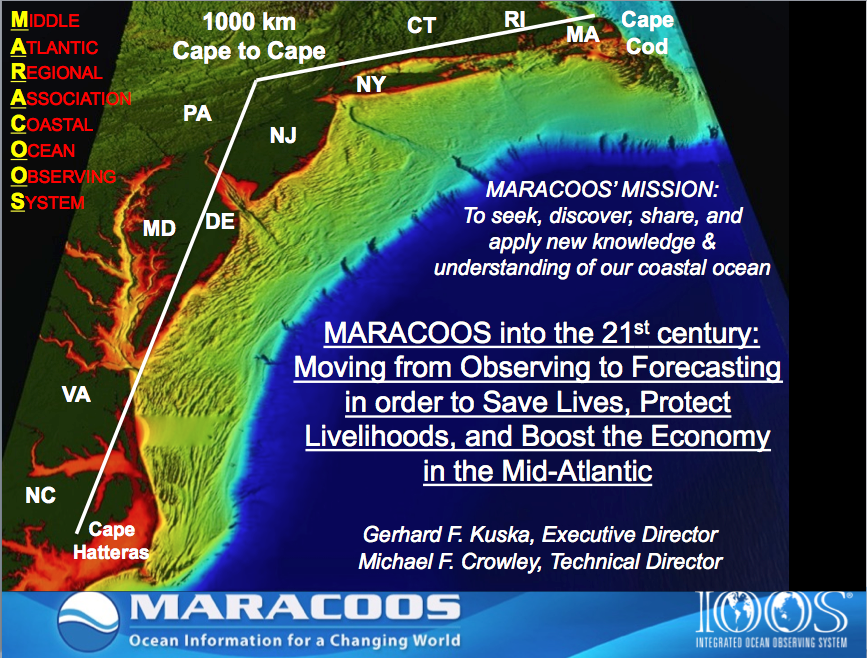 MIDDLE
ATLANTIC
REGIONAL
ASSOCIATION
COASTAL
OCEAN
OBSERVING
SYSTEM
1000 km
Cape to Cape
CT
RI
MA
Cape
Cod
NY
PA
NJ
MD
DE
VA
NC
Cape
Hatteras
MARACOOS’ MISSION:
To seek, discover, share, and
apply new knowledge &
understanding of our coastal ocean
MARACOOS into the 21st century:
Moving from Observing to Forecasting
in order to Save Lives, Protect
Livelihoods, and Boost the Economy
in the Mid-Atlantic
Gerhard F. Kuska, Executive Director
Michael F. Crowley, Technical Director
MARACOOS
Ocean Information for a Changing World
IOOS®
INTEGRATED OCEAN OBSERVING SYSTEM